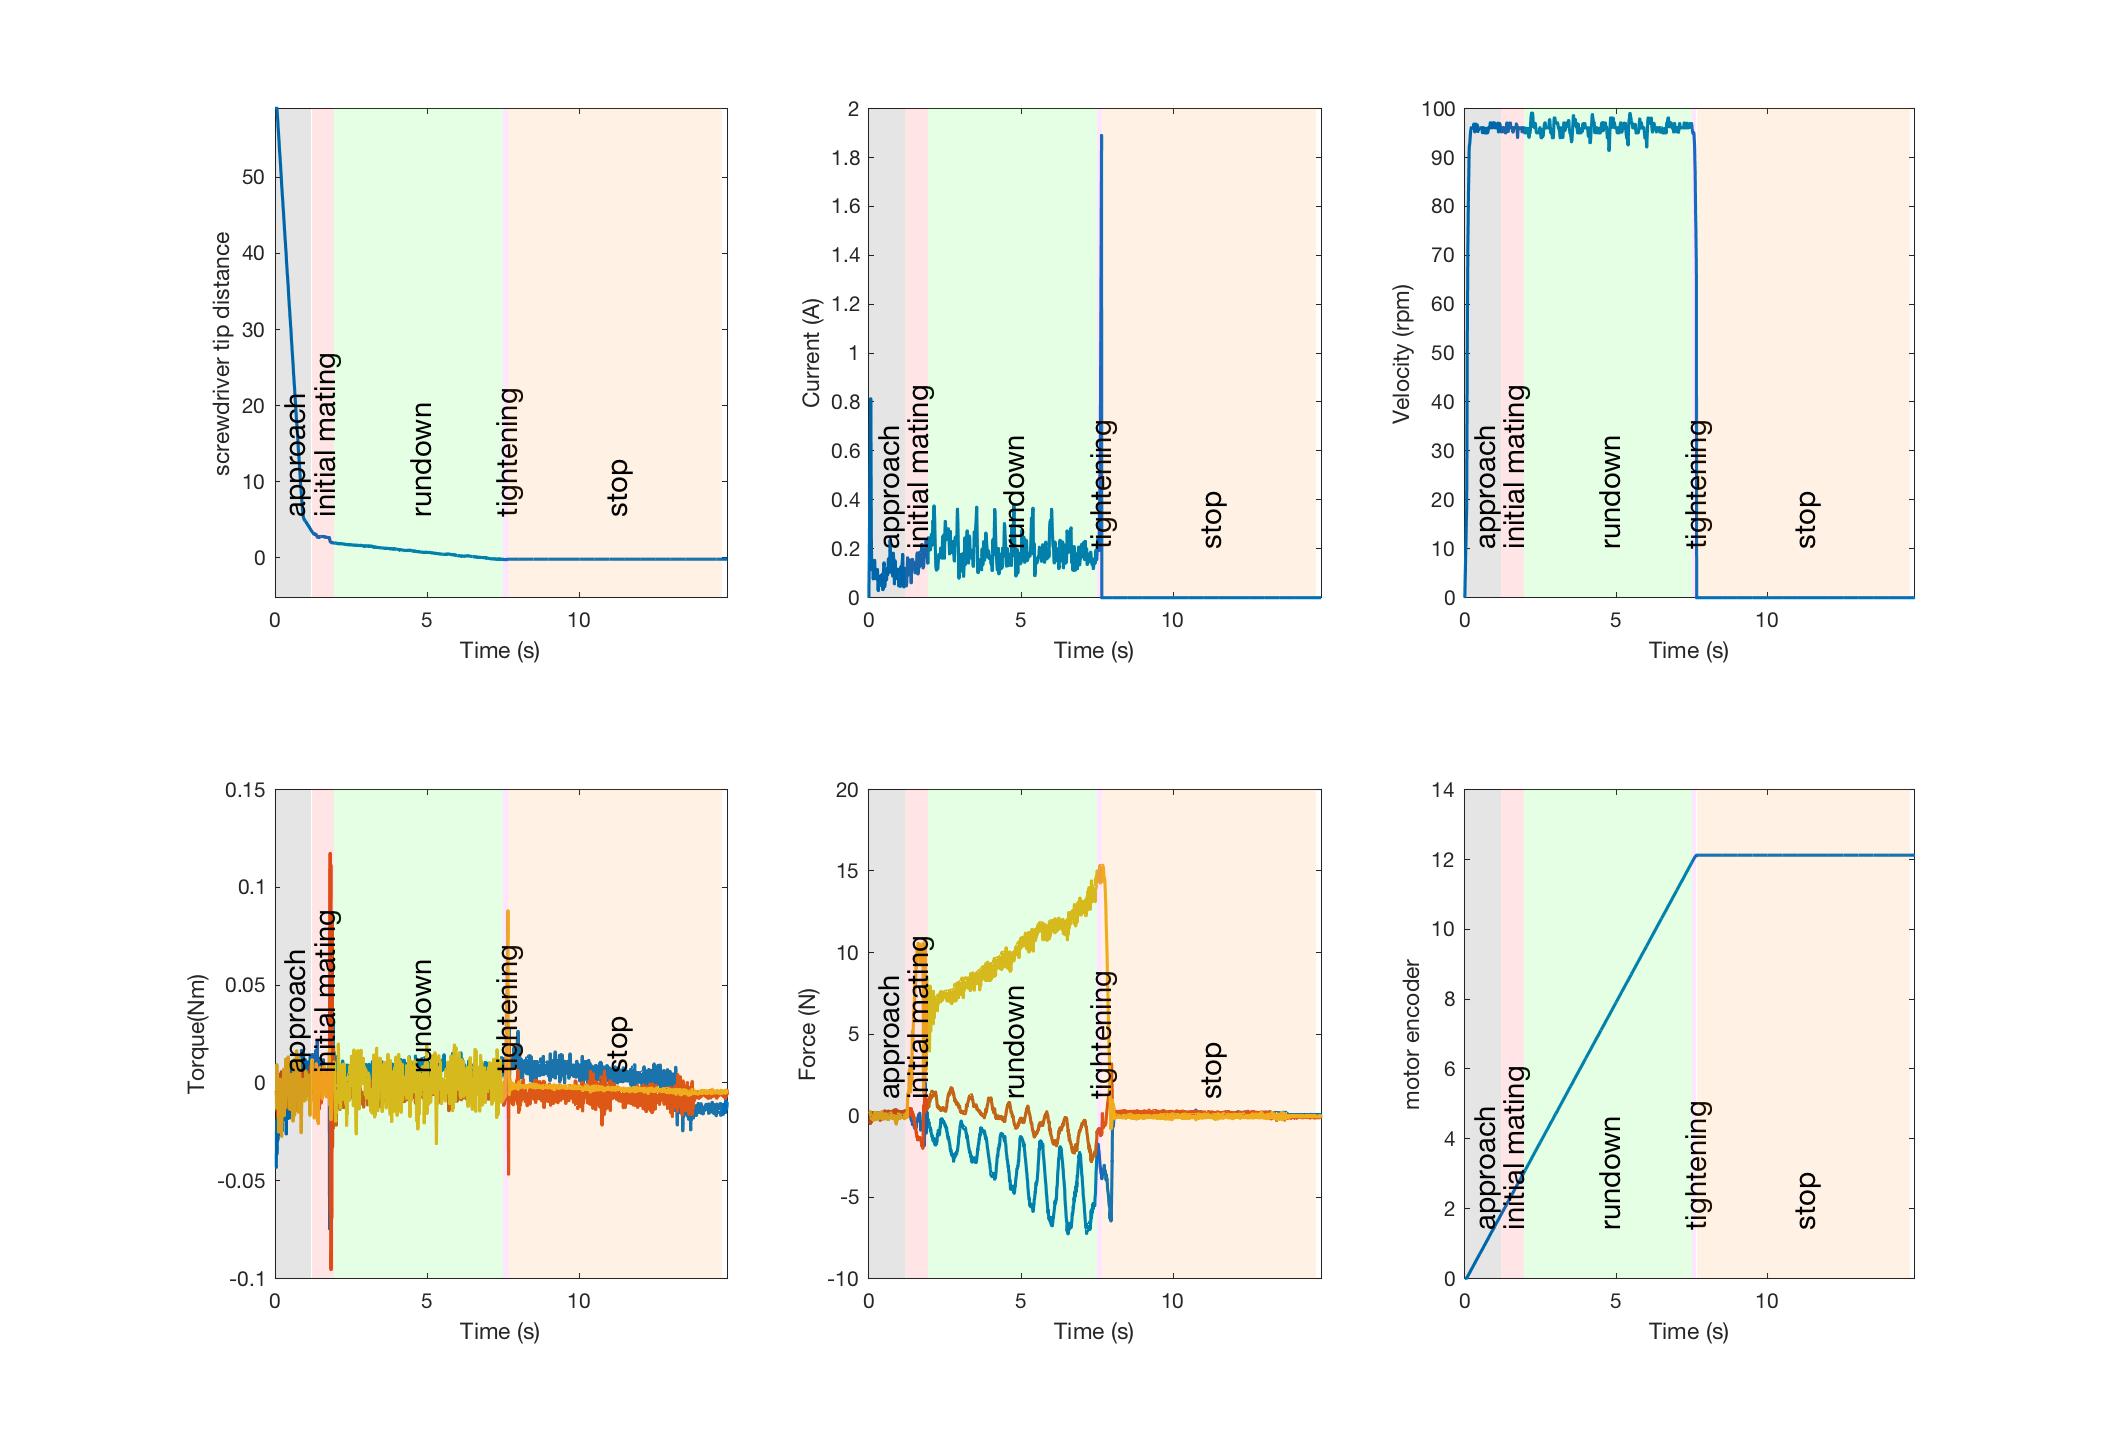 screwdriver tip distance
50
40
30
20
10
0
approach
initial mating
rundown
tightening
stop
0 5 10
Time (s)
Current (A)
2
1.8
1.6
1.4
1.2
1
0.8
0.6
0.4
0.2
0
approach
initial mating
rundown
tightening
stop
0 5 10
Time (s)
Velocity (rpm)
100
90
80
70
60
50
40
30
20
10
0
approach
initial mating
rundown
tightening
stop
0 5 10
Time (s)
Torque(Nm)
0.15
0.1
0.05
0
-0.05
-0.1
approach
initial mating
rundown
tightening
stop
0 5 10
Time (s)
Force (N)
20
15
10
5
0
-5
-10
approach
initial mating
rundown
tightening
stop
0 5 10
Time (s)
motor encoder
14
12
10
8
6
4
2
0
approach
initial mating
rundown
tightening
stop
0 5 10
Time (s)